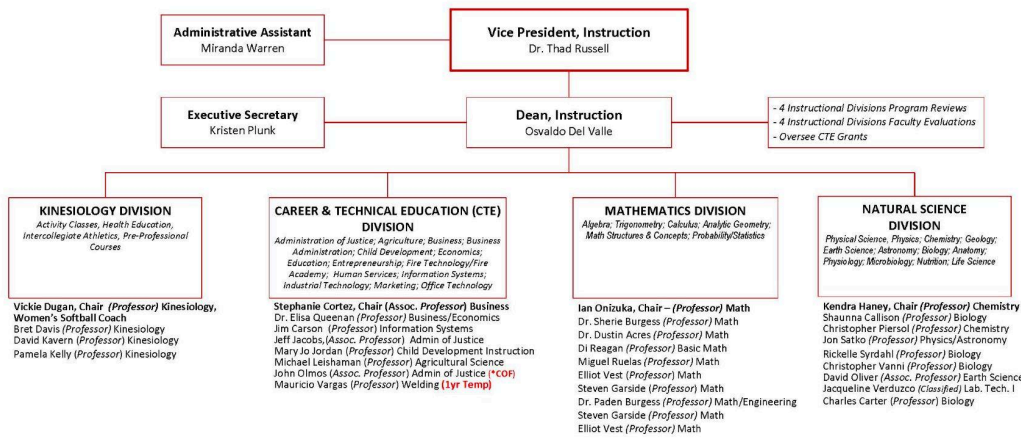 Administrative Assistant
Miranda Warren
Vice President, Instruction
Dr. Thad Russell
Executive Secretary
Kristen Plunk
Dean, Instruction
Osvaldo Del Valle
- 4 Instructional Divisions Program Reviews
- 4 Instructional Divisions Faculty Evaluations
- Oversee CTE Grants
KINESIOLOGY DIVISION
Activity Classes, Health Education,
Intercollegiate Athletics, Pre-Professional
Courses
Vickie Dugan, Chair (Professor) Kinesiology,
Women's Softball Coach
Bret Davis (Professor) Kinesiology
David Kavern (Professor) Kinesiology
Pamela Kelly (Professor) Kinesiology
CAREER & TECHNICAL EDUCATION (CTE)
DIVISION
Administration of Justice; Agriculture; Business; Business
Administration; Child Development; Economics;
Education; Entrepreneurship; Fire Technology/Fire
Academy; Human Services; Information Systems;
Industrial Technology; Marketing; Office Technology
Stephanie Cortez, Chair (Assoc. Professor) Business
Dr. Elisa Queenan (Professor) Business/Economics
Jim Carson (Professor) Information Systems
Jeff Jacobs,(Assoc. Professor) Admin of Justice
Mary Jo Jordan (Professor) Child Development Instruction
Michael Leishaman (Professor) Agricultural Science
John Olmos (Assoc. Professor) Admin of Justice (*COF)
Mauricio Vargas (Professor) Welding (1yr Temp)
MATHEMATICS DIVISION
Algebra; Trigonometry; Calculus; Analytic Geometry;
Math Structures & Concepts; Probability/Statistics
Ian Onizuka, Chair – (Professor) Math
Dr. Sherie Burgess (Professor) Math
Dr. Dustin Acres (Professor) Math
Di Reagan (Professor) Basic Math
Miguel Ruelas (Professor) Math
Elliot Vest (Professor) Math
Steven Garside (Professor) Math
Dr. Paden Burgess (Professor) Math/Engineering
Steven Garside (Professor) Math
Elliot Vest (Professor) Math
NATURAL SCIENCE
DIVISION
Physical Science, Physics; Chemistry; Geology;
Earth Science; Astronomy; Biology; Anatomy;
Physiology; Microbiology; Nutrition; Life Science
Kendra Haney, Chair (Professor) Chemistry
Shaunna Callison (Professor) Biology
Christopher Piersol (Professor) Chemistry
Jon Satko (Professor) Physics/Astronomy
Rickelle Syrdahl (Professor) Biology
Christopher Vanni (Professor) Biology
David Oliver (Assoc. Professor) Earth Science
Jacqueline Verduzco (Classified) Lab. Tech. I
Charles Carter (Professor) Biology